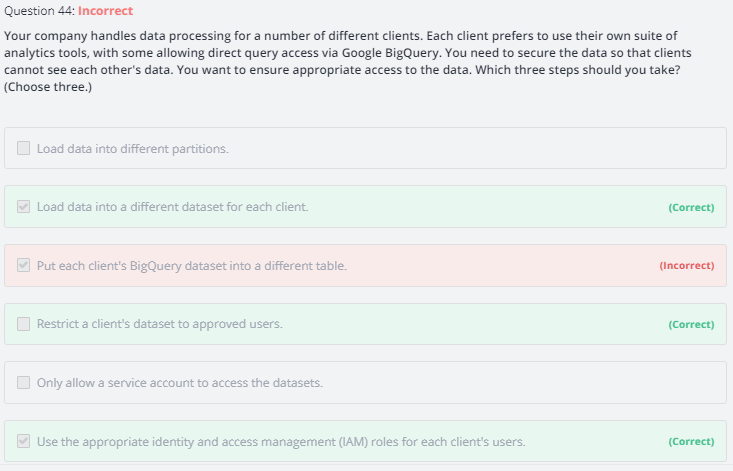 Question 44: Incorrect
Your company handles data processing for a number of different clients. Each client prefers to use their own suite of
analytics tools, with some allowing direct query access via Google BigQuery. You need to secure the data so that clients
cannot see each other's data. You want to ensure appropriate access to the data. Which three steps should you take?
(Choose three.)
Load data into different partitions.
Load data into a different dataset for each client. (Correct)
Put each client's BigQuery dataset into a different table. (Incorrect)
Restrict a client's dataset to approved users. (Correct)
Only allow a service account to access the datasets.
Use the appropriate identity and access management (IAM) roles for each client's users. (Correct)